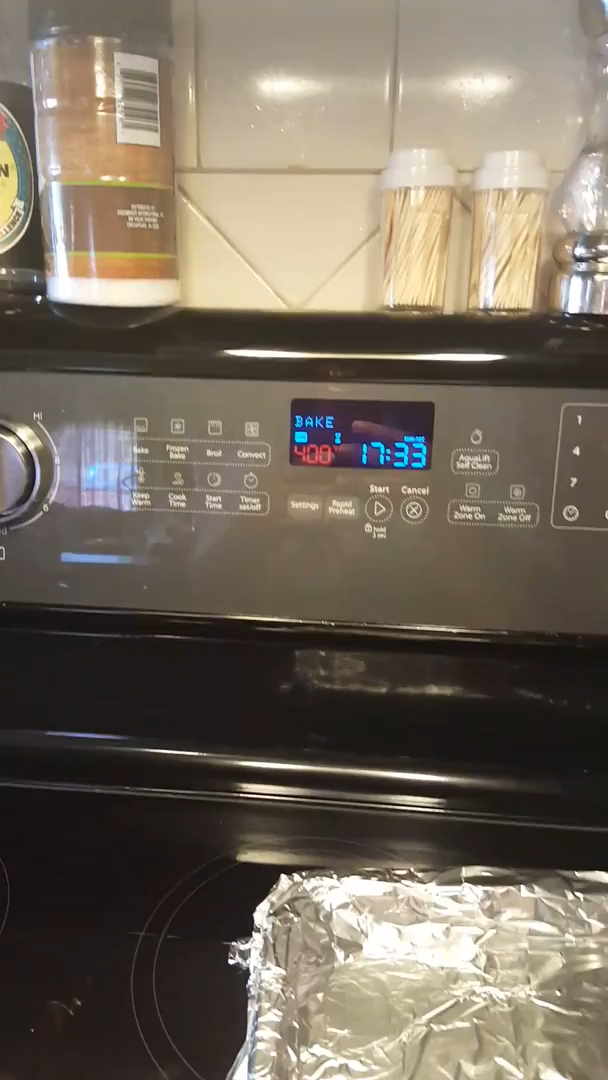 N
Hi
8
6
BAKE
400°
17:33
Bake
Frozen Bake
Broil
Convect
Keep Warm
Cook Time
Start Time
Timer set/off
Settings
Rapid Preheat
Start
Cancel
hold 3 sec
AquaLift Self Clean
Warm Zone On
Warm Zone Off
1
4
7